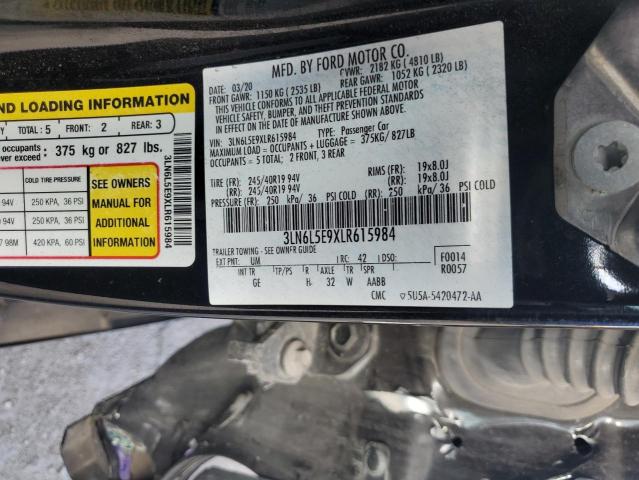 ND LOADING INFORMATION
TOTAL: 5 FRONT: 2 REAR: 3
occupants:
ver exceed: 375 kg or 827 lbs.
COLD TIRE PRESSURE
94V 250 KPA, 36 PSI
94V 250 KPA, 36 PSI
98M 420 KPA, 60 PSI
SEE OWNERS
MANUAL FOR
ADDITIONAL
INFORMATION
3LN6L5E9XLR615984
MFD. BY FORD MOTOR CO.
DATE: 03/20 GVWR: 2182 KG ( 4810 LB)
FRONT GAWR: 1150 KG ( 2535 LB) REAR GAWR: 1052 KG ( 2320 LB)
THIS VEHICLE CONFORMS TO ALL APPLICABLE FEDERAL MOTOR
VEHICLE SAFETY, BUMPER, AND THEFT PREVENTION STANDARDS
IN EFFECT ON THE DATE OF MANUFACTURE SHOWN ABOVE.
VIN: 3LN6L5E9XLR615984 TYPE: Passenger Car
MAXIMUM LOAD = OCCUPANTS + LUGGAGE = 375KG/ 827LB
OCCUPANTS = 5 TOTAL: 2 FRONT, 3 REAR
TIRE (FR): 245/40R19 94V RIMS (FR): 19x8.0J
(RR): 245/40R19 94V (RR): 19x8.0J
PRESSURE (FR): 250 kPa/ 36 (RR): 250 kPa/ 36 PSI COLD
3LN6L5E9XLR615984
TRAILER TOWING - SEE OWNER GUIDE
EXT PNT: UM RC: 42 DSO: F0014
INT TR TP/PS R AXLE TR SPR R0057
GE H 32 W AABB
CMC 5U5A-5420472-AA